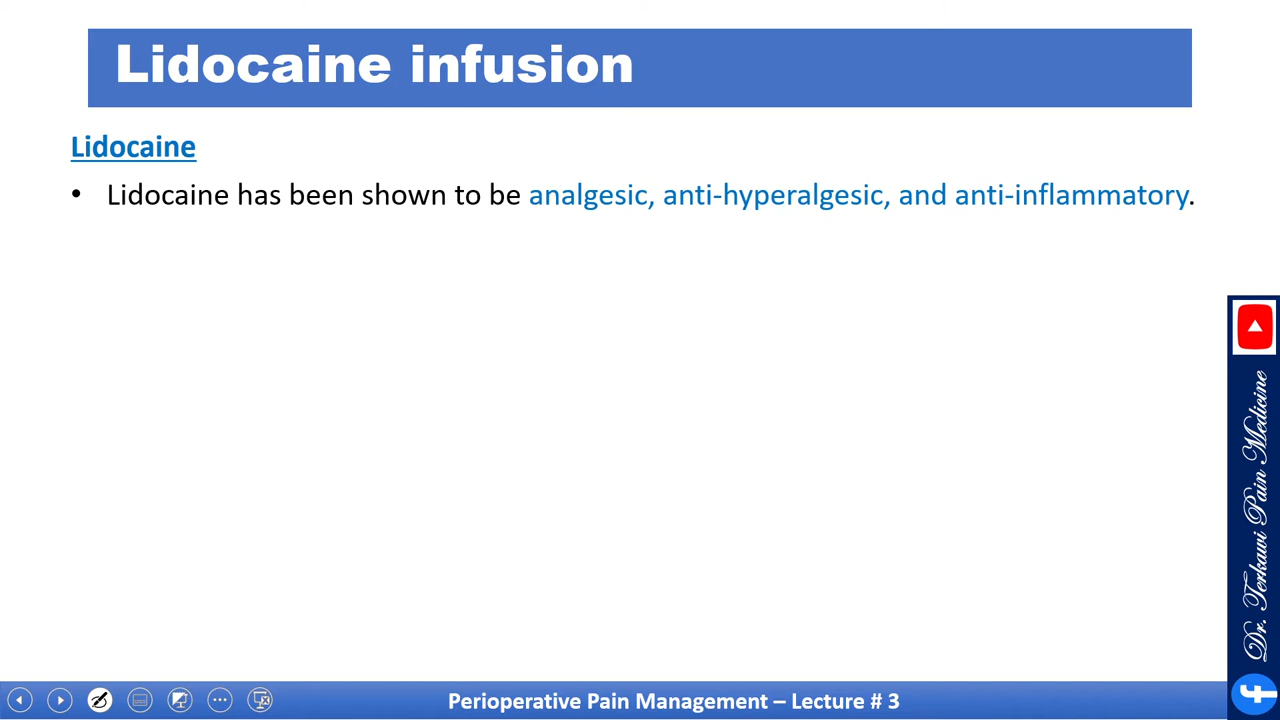 Lidocaine infusion
Lidocaine
• Lidocaine has been shown to be analgesic, anti-hyperalgesic, and anti-inflammatory.
Dr. Terkawi Pain Medicine
Perioperative Pain Management – Lecture # 3